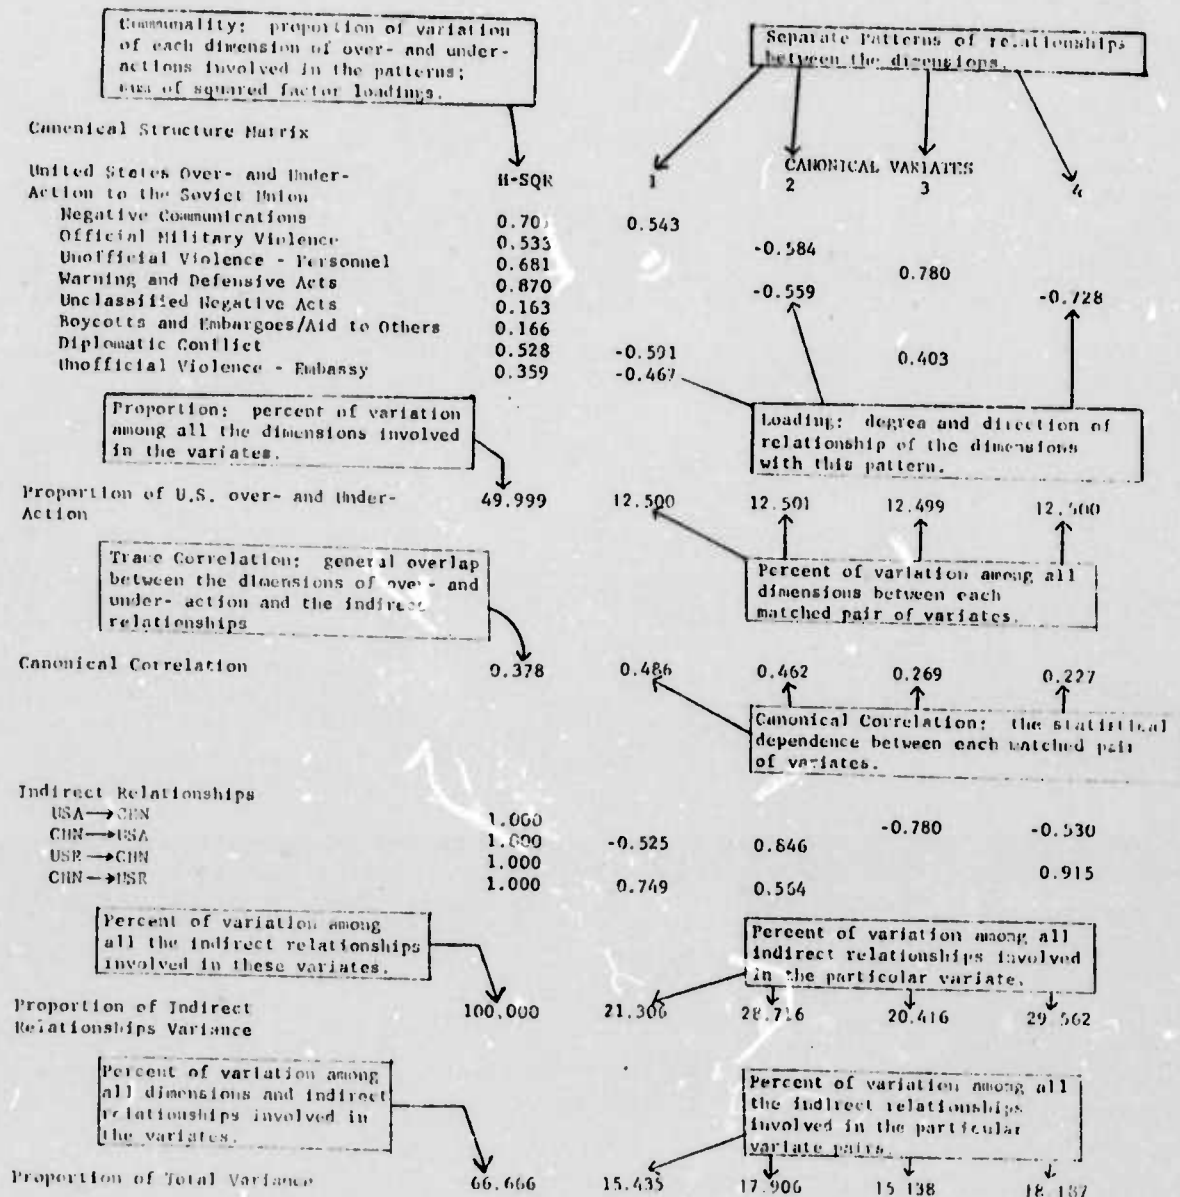 Communality: proportion of variation
of each dimension of over- and under-
actions involved in the patterns;
sum of squared factor loadings.
Separate Patterns of relationships
between the dimensions.
Canonical Structure Matrix
United States Over- and Under-
Action to the Soviet Union
H-SQR
CANONICAL VARIATES
1 2 3 4
Negative Communications 0.70 0.543
Official Military Violence 0.533 -0.584
Unofficial Violence - Personnel 0.681 0.780
Warning and Defensive Acts 0.870 -0.559 -0.728
Unclassified Negative Acts 0.163
Boycotts and Embargoes/Aid to Others 0.166
Diplomatic Conflict 0.528 -0.591 0.403
Unofficial Violence - Embassy 0.359 -0.467
Proportion: percent of variation
among all the dimensions involved
in the variates.
Loading: degree and direction of
relationship of the dimensions
with this pattern.
Proportion of U.S. over- and Under-
Action
49.999 12.500 12.501 12.499 12.500
Trace Correlation: general overlap
between the dimensions of over- and
under- action and the indirect
relationships
Percent of variation among all
dimensions between each
matched pair of variates.
Canonical Correlation 0.378 0.486 0.462 0.269 0.227
Canonical Correlation: the statistical
dependence between each matched pair
of variates.
Indirect Relationships
USA→CHN 1.000 -0.780 -0.530
CHN→USA 1.000 -0.525 0.846
USR→CHN 1.000 0.915
CHN→USR 1.000 0.749 0.564
Percent of variation among
all the indirect relationships
involved in these variates.
Percent of variation among all
indirect relationships involved
in the particular variate.
Proportion of Indirect
Relationships Variance
100.000 21.306 28.716 20.416 29.562
Percent of variation among
all dimensions and indirect
relationships involved in
the variates.
Percent of variation among all
the indirect relationships
involved in the particular
variate pairs.
Proportion of Total Variance 66.666 15.435 17.906 15.138 18.187